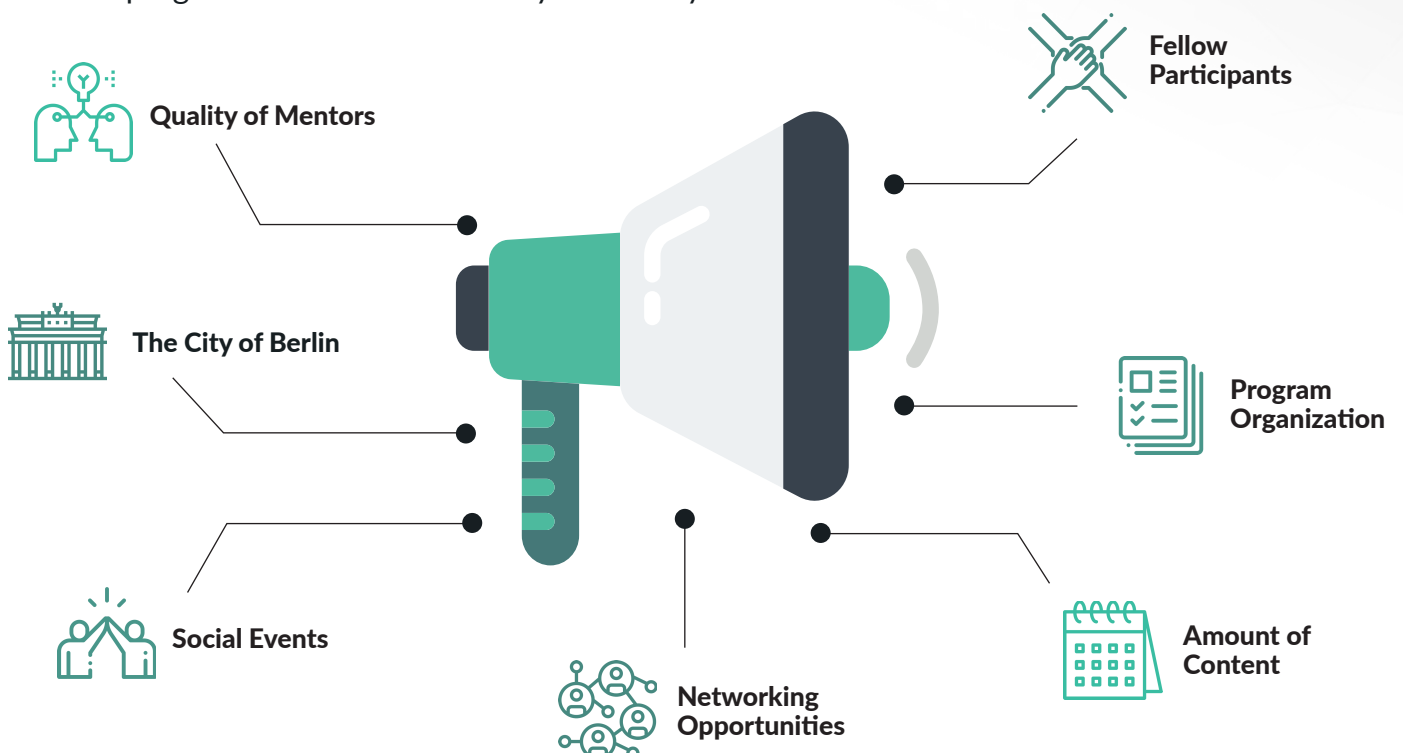 Fellow
Participants
Quality of Mentors
The City of Berlin
Program
Organization
Social Events
Amount of
Content
Networking
Opportunities